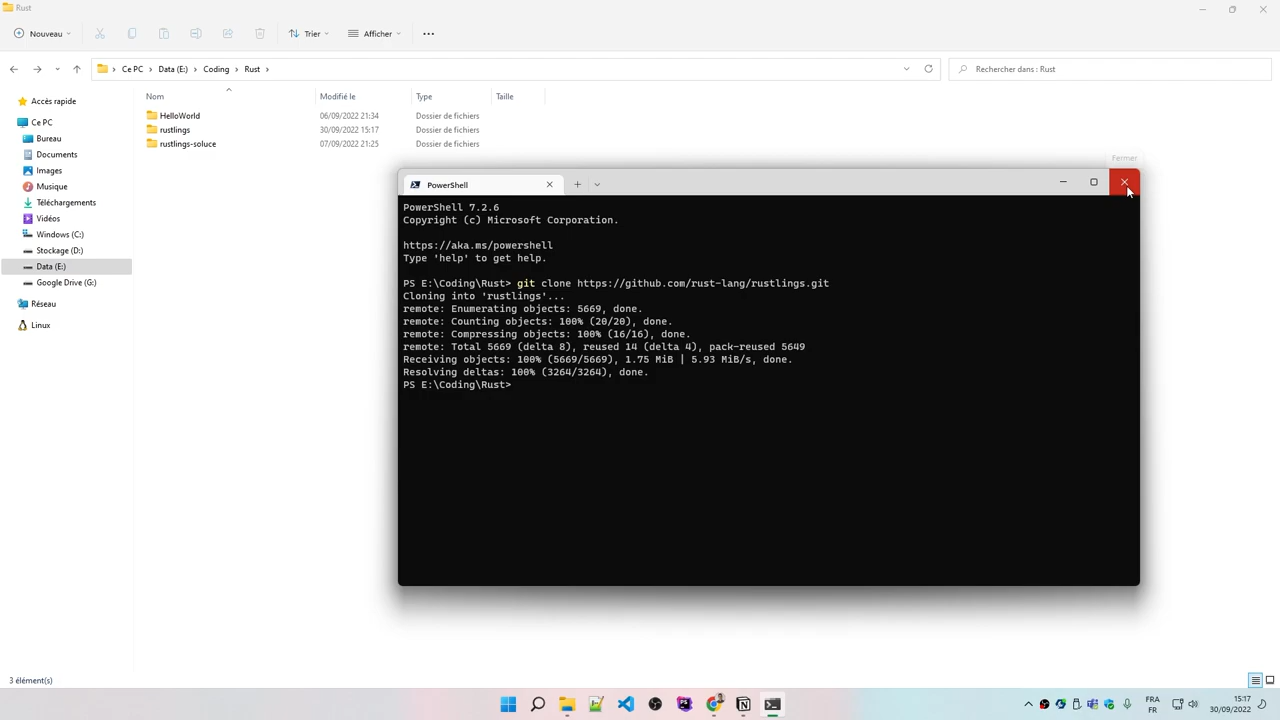 Rust
Nouveau
Trier
Afficher
Ce PC > Data (E:) > Coding > Rust >
Rechercher dans : Rust
Nom
Modifié le
Type
Taille
Accès rapide
Ce PC
Bureau
Documents
Images
Musique
Téléchargements
Vidéos
Windows (C:)
Stockage (D:)
Data (E:)
Google Drive (G:)
Réseau
Linux
HelloWorld 06/09/2022 21:34 Dossier de fichiers
rustlings 30/09/2022 15:17 Dossier de fichiers
rustlings-soluce 07/09/2022 21:25 Dossier de fichiers
Fermer
PowerShell
PowerShell 7.2.6
Copyright (c) Microsoft Corporation.
https://aka.ms/powershell
Type 'help' to get help.
PS E:\Coding\Rust> git clone https://github.com/rust-lang/rustlings.git
Cloning into 'rustlings'...
remote: Enumerating objects: 5669, done.
remote: Counting objects: 100% (20/20), done.
remote: Compressing objects: 100% (16/16), done.
remote: Total 5669 (delta 8), reused 14 (delta 4), pack-reused 5649
Receiving objects: 100% (5669/5669), 1.75 MiB | 5.93 MiB/s, done.
Resolving deltas: 100% (3264/3264), done.
PS E:\Coding\Rust>
3 élément(s)
FRA
FR
15:17
30/09/2022